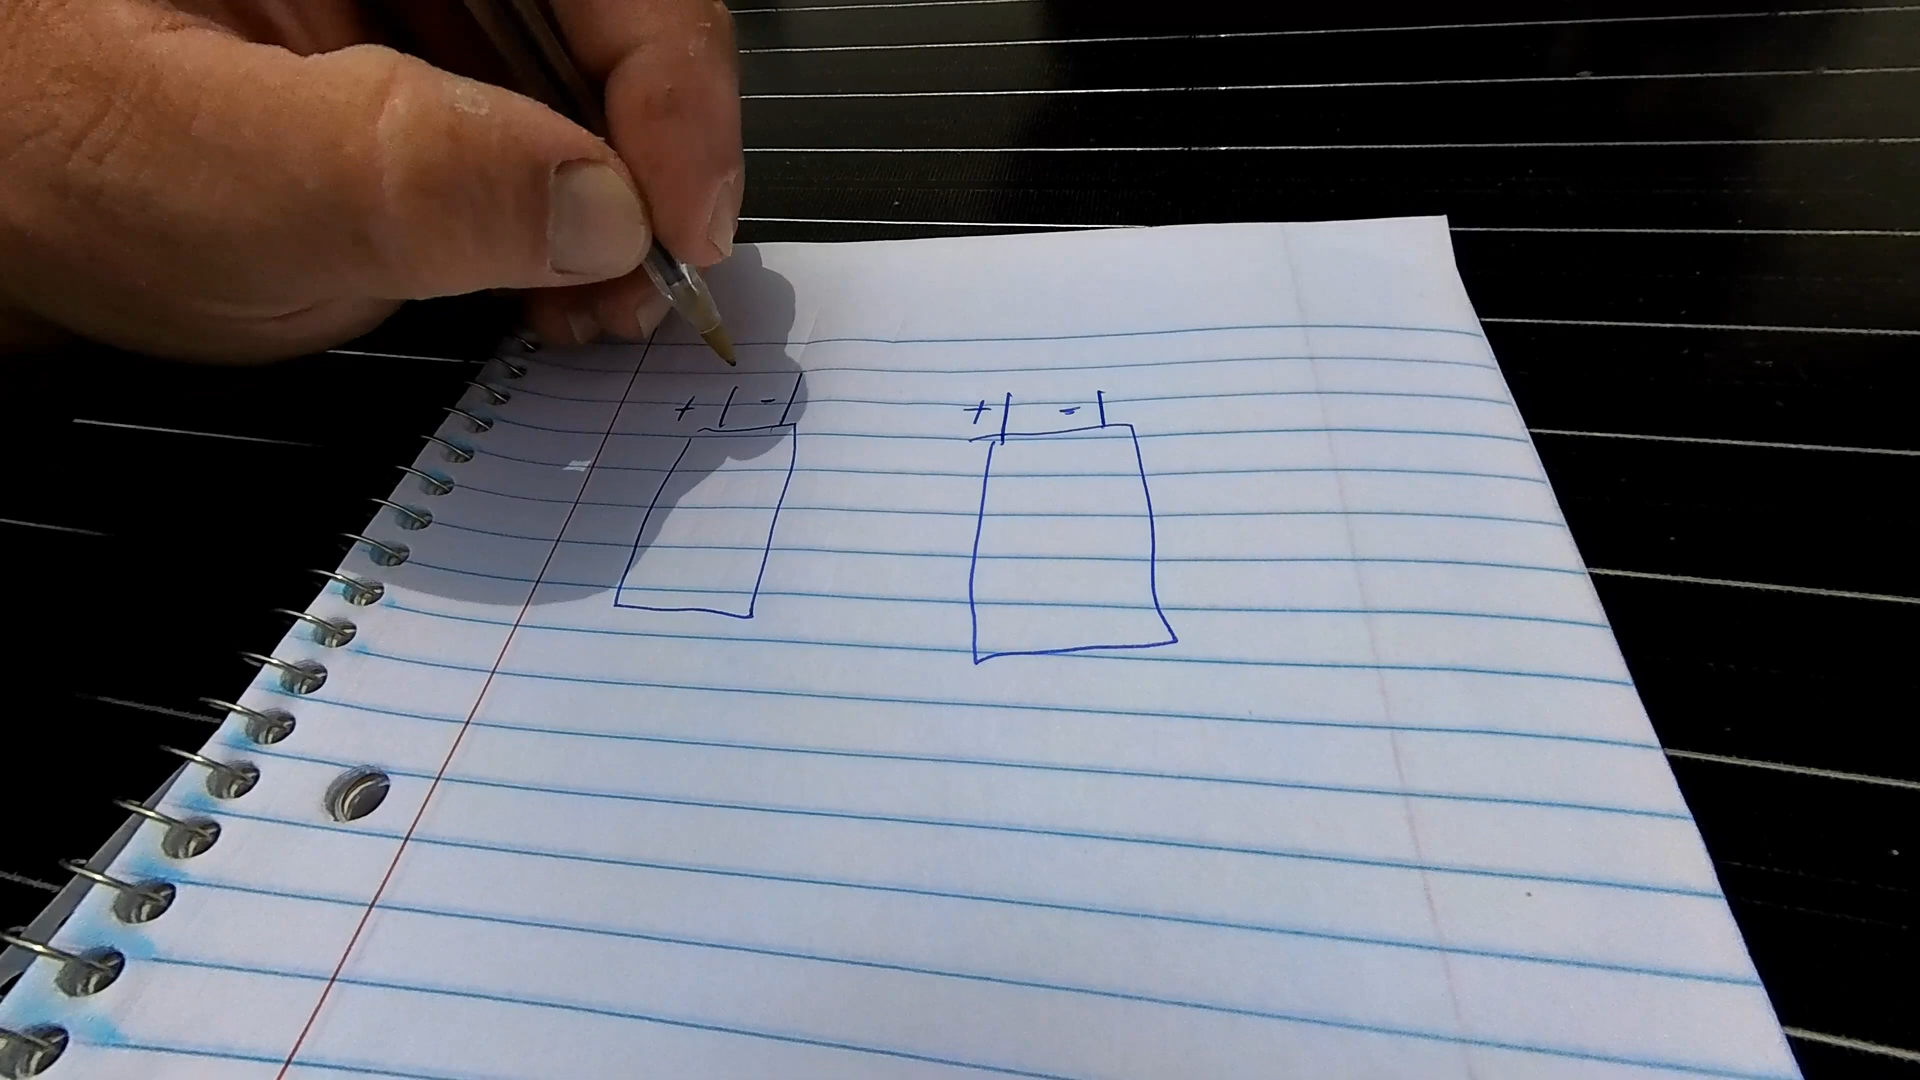 + - + -